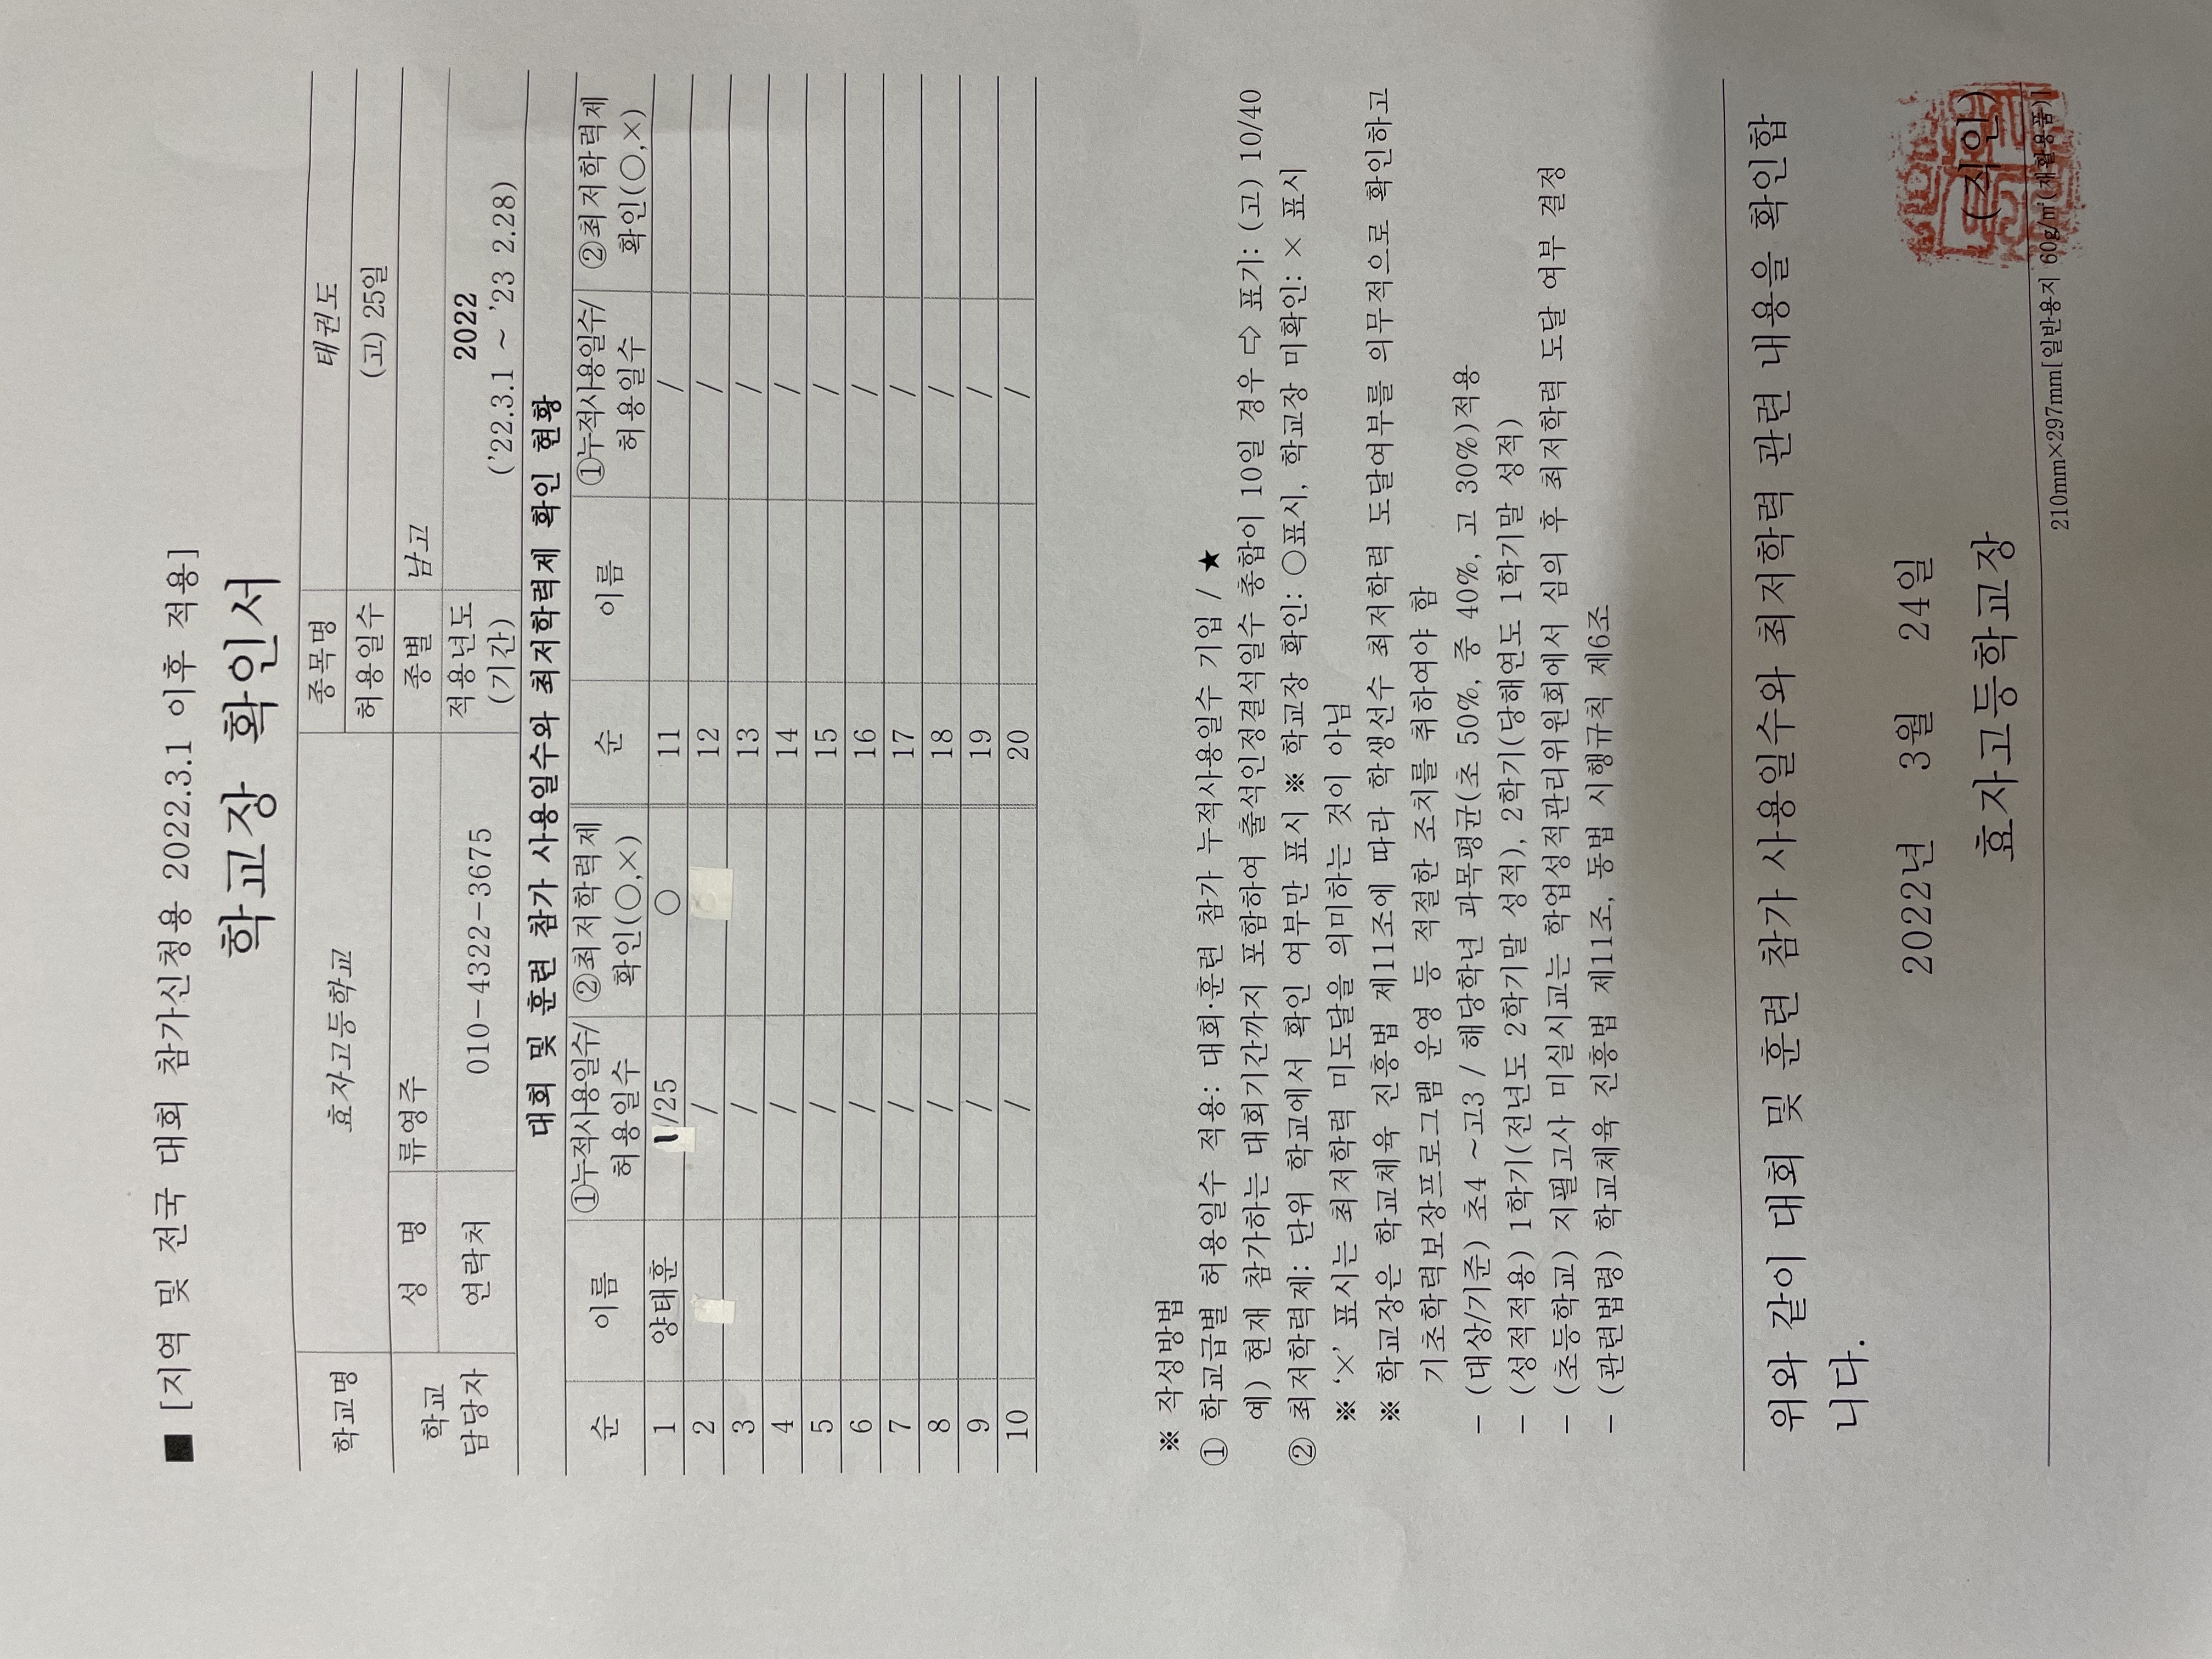 ■ [지역 및 전국 대회 참가신청용 2022.3.1 이후 적용]
학교장 확인서
학교명 효자고등학교 종목명 태권도
허용일수 (고) 25일
학교 담당자 성 명 류영주 종별 남고
연락처 010-4322-3675 적용년도 (기간) 2022
('22.3.1 ~ '23 2.28)
대회 및 훈련 참가 사용일수와 최저학력제 확인 현황
순 이름 ①누적사용일수/허용일수 ②최저학력제 확인(○,×) 순 이름 ①누적사용일수/허용일수 ②최저학력제 확인(○,×)
1 양태훈 1/25 ○ 11 /
2 / 12 /
3 / 13 /
4 / 14 /
5 / 15 /
6 / 16 /
7 / 17 /
8 / 18 /
9 / 19 /
10 / 20 /
※ 작성방법
① 학교급별 허용일수 적용: 대회·훈련 참가 누적사용일수 기입 / ★
예) 현재 참가하는 대회기간까지 포함하여 출석인정결석일수 총합이 10일 경우 ⇨ 표기: (고) 10/40
② 최저학력제: 단위 학교에서 확인 여부만 표시 ※ 학교장 확인: ○표시, 학교장 미확인: × 표시
※ ‘×’ 표시는 최저학력 미도달을 의미하는 것이 아님
※ 학교장은 학교체육 진흥법 제11조에 따라 학생선수 최저학력 도달여부를 의무적으로 확인하고
기초학력보장프로그램 운영 등 적절한 조치를 취하여야 함
- (대상/기준) 초4 ~고3 / 해당학년 과목평균(초 50%, 중 40%, 고 30%)적용
- (성적적용) 1학기(전년도 2학기말 성적), 2학기(당해연도 1학기말 성적)
- (초등학교) 지필고사 미실시교는 학업성적관리위원회에서 심의 후 최저학력 도달 여부 결정
- (관련법령) 학교체육 진흥법 제11조, 동법 시행규칙 제6조
위와 같이 대회 및 훈련 참가 사용일수와 최저학력 관련 내용을 확인합
니다.
2022년 3월 24일
효자고등학교장 (직인)
210mm×297mm[일반용지 60g/㎡(재활용품)]